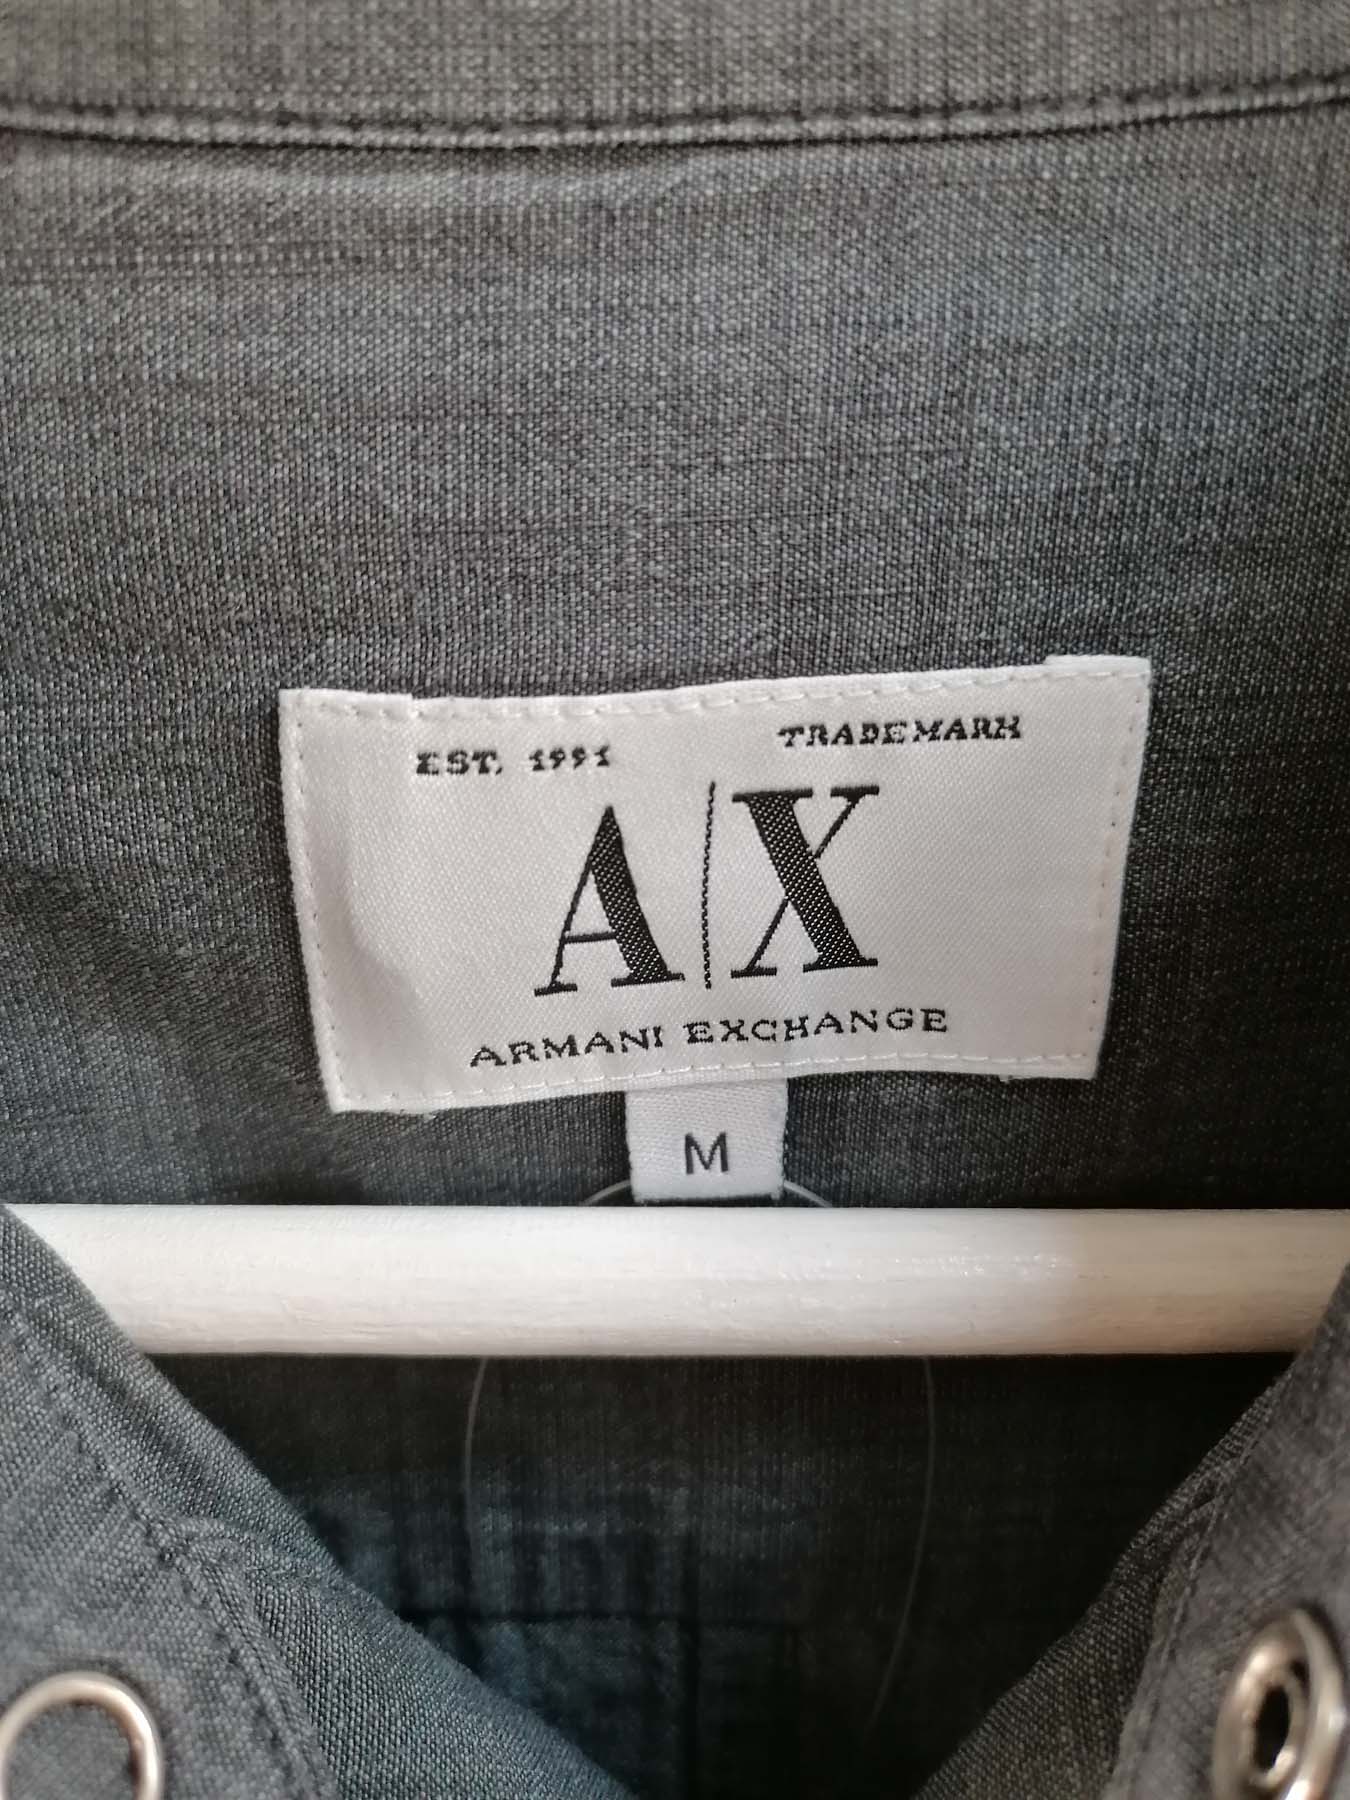 EST. 1991 TRADEMARK
A|X
ARMANI EXCHANGE
M